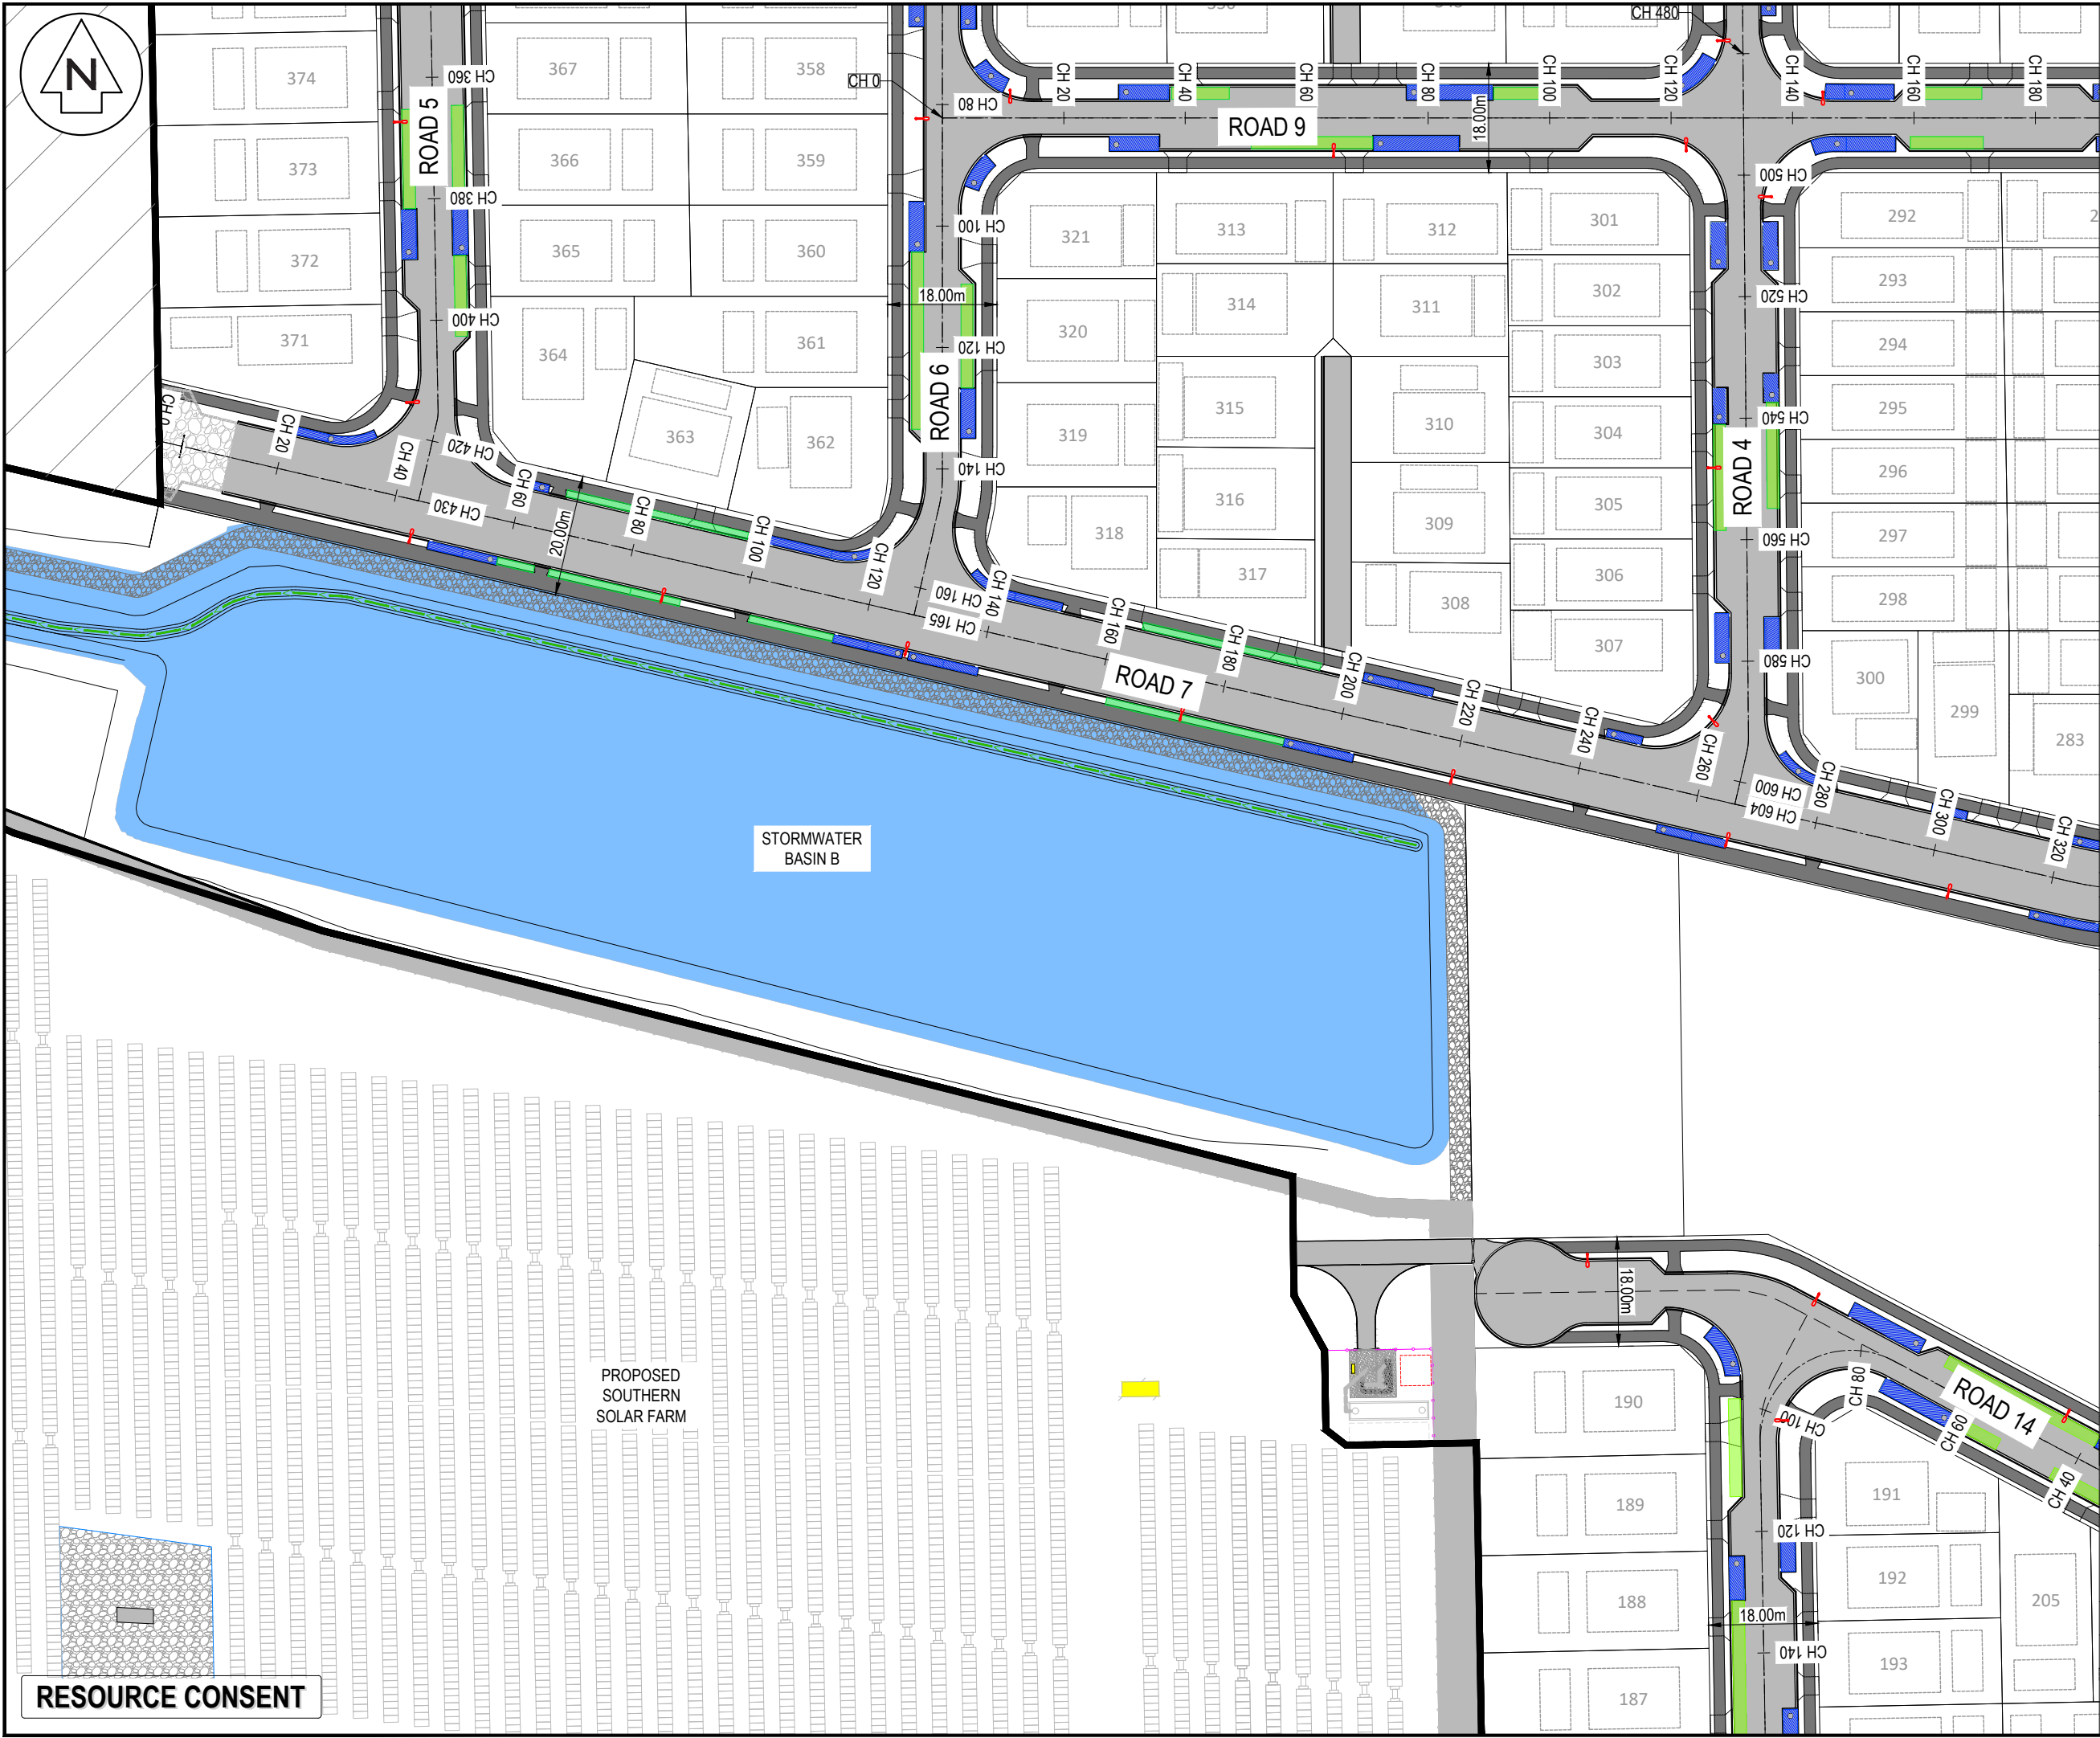 N
374
373
372
371
ROAD 5
CH 360
CH 380
CH 400
CH 420
CH 430
367
358
366
359
365
360
364
361
363
362
CH 0
CH 80
CH 100
CH 120
CH 140
CH 160
CH 165
18.00m
ROAD 6
CH 20
CH 40
CH 60
CH 80
CH 100
CH 120
CH 140
CH 160
CH 180
ROAD 9
18.00m
CH 480
CH 500
CH 520
CH 540
CH 560
CH 580
CH 600
CH 604
ROAD 4
321
313
312
301
320
314
311
302
303
319
315
310
304
316
309
305
318
317
308
306
307
292
293
294
295
296
297
298
300
299
283
CH 0
CH 20
CH 40
CH 60
CH 80
CH 100
CH 120
CH 140
CH 160
CH 180
CH 200
CH 220
CH 240
CH 260
CH 280
CH 300
CH 320
20.00m
ROAD 7
STORMWATER
BASIN B
PROPOSED
SOUTHERN
SOLAR FARM
18.00m
ROAD 14
CH 40
CH 60
CH 80
CH 100
CH 120
CH 140
18.00m
190
189
188
187
191
192
193
205
RESOURCE CONSENT